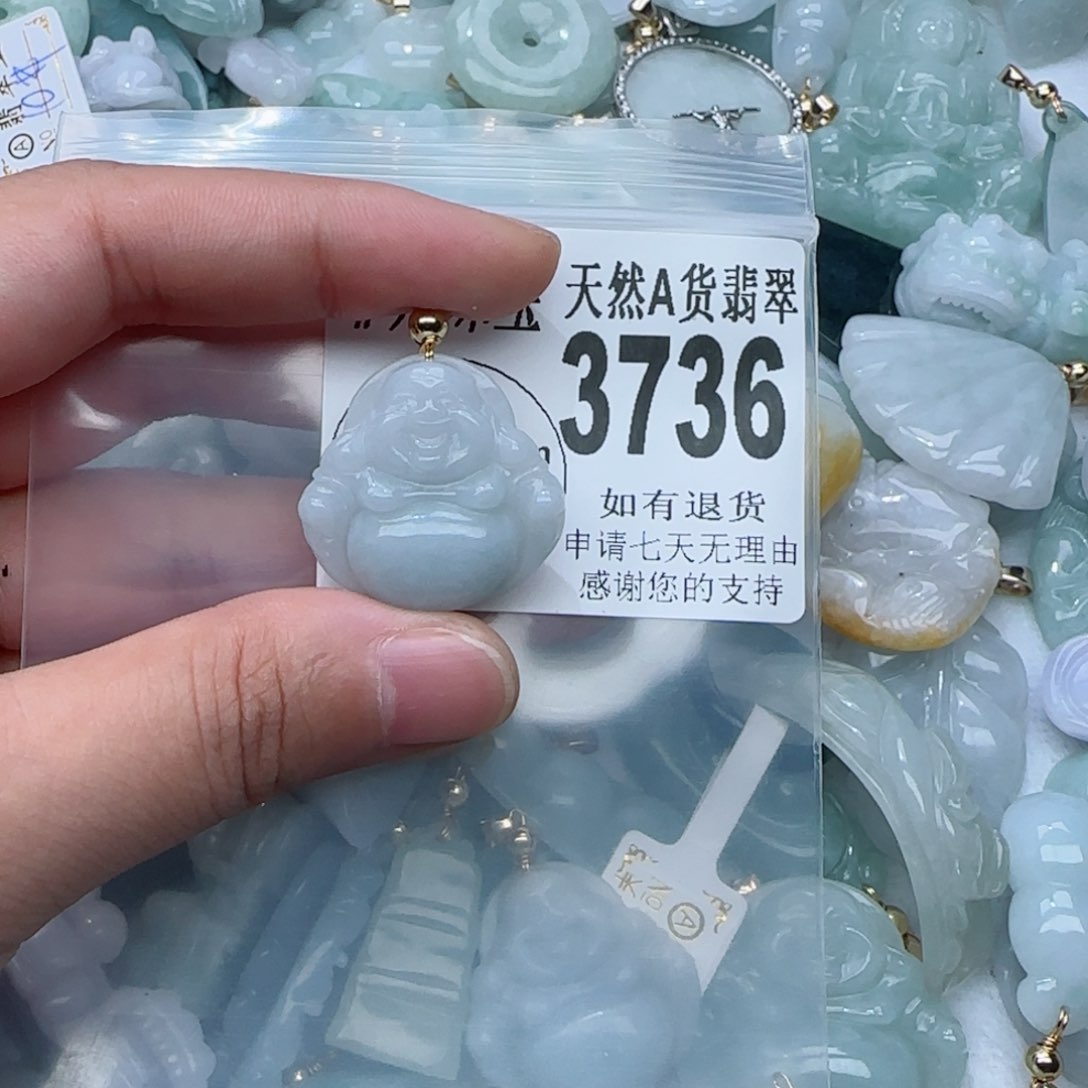 天然A货翡翠
3736
如有退货
申请七天无理由
感谢您的支持